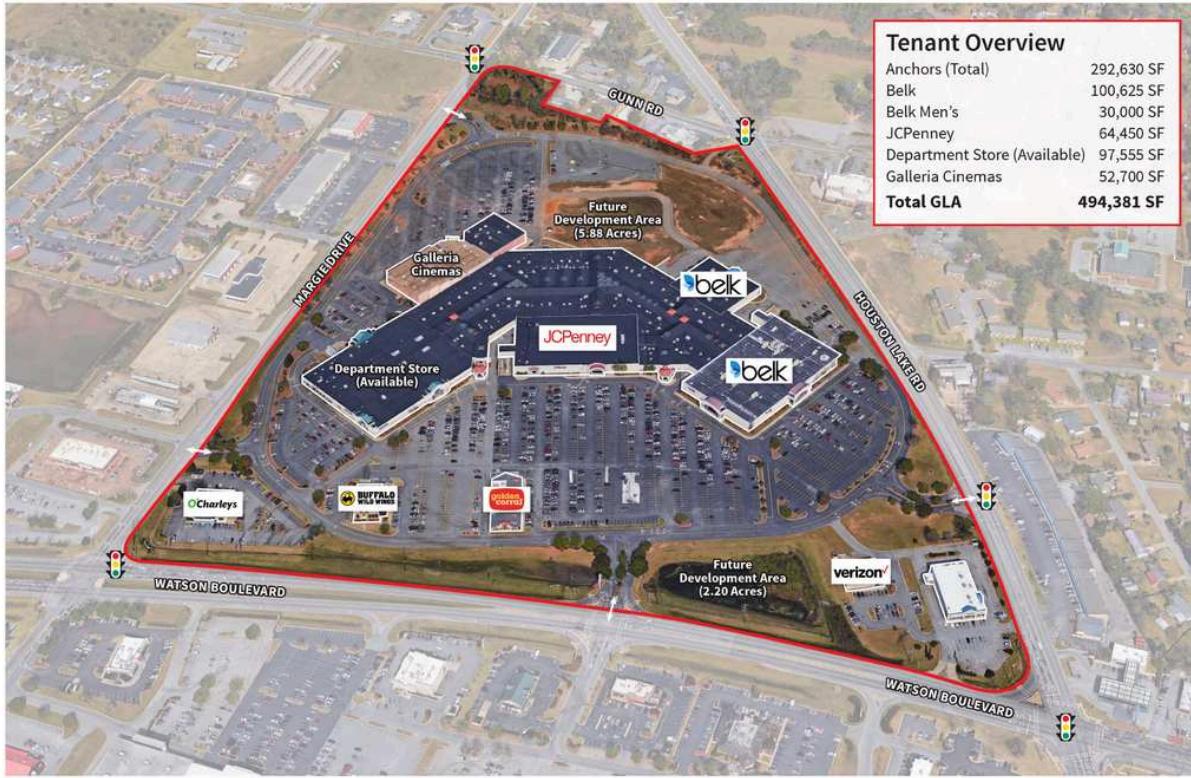 Tenant Overview
Anchors (Total) 292,630 SF
Belk 100,625 SF
Belk Men's 30,000 SF
JCPenney 64,450 SF
Department Store (Available) 97,555 SF
Galleria Cinemas 52,700 SF
Total GLA 494,381 SF
GUNN RD
Future
Development Area
(5.88 Acres)
MARGIE DRIVE
Galleria
Cinemas
belk
HOUSTON LAKE RD
JCPenney
belk
Department Store
(Available)
O'Charleys
BUFFALO
WILD WINGS
golden
corral
Future
Development Area
(2.20 Acres)
verizon
WATSON BOULEVARD
WATSON BOULEVARD